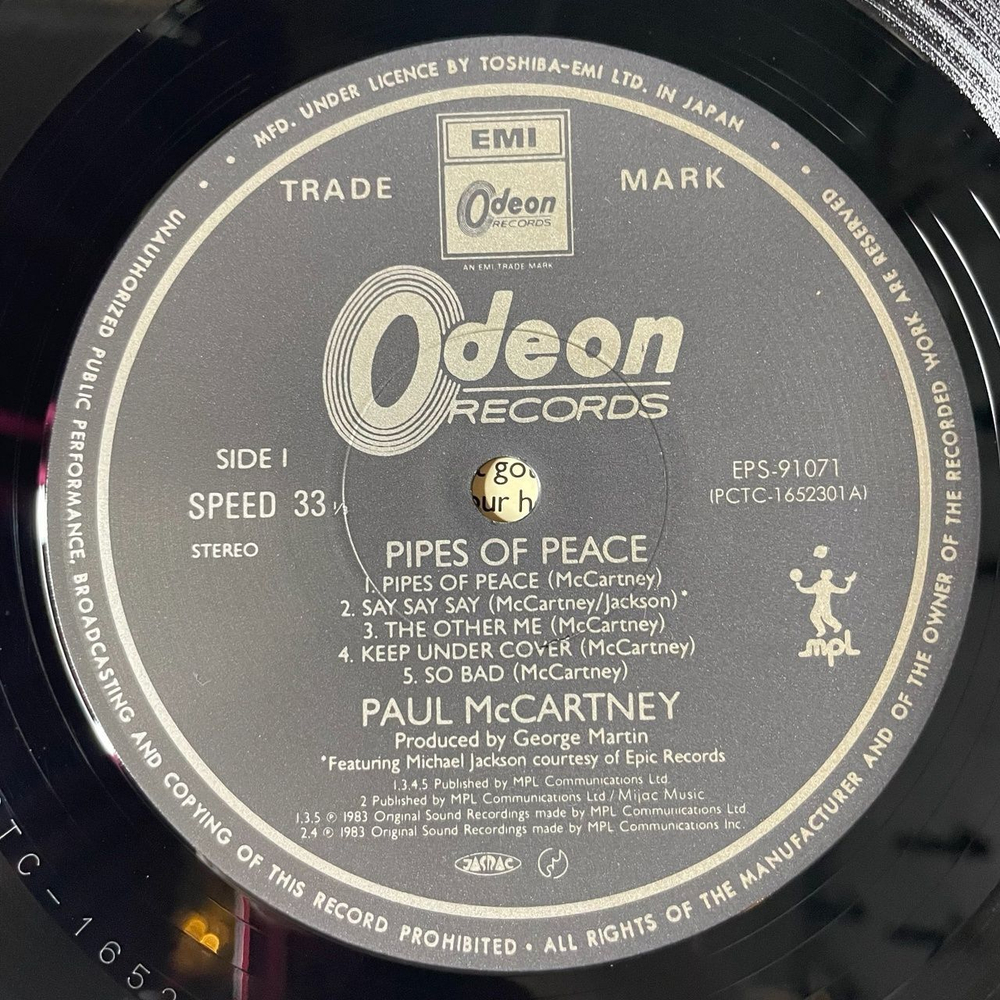 MFD. UNDER LICENCE BY TOSHIBA-EMI LTD. IN JAPAN
EMI
Odeon
RECORDS
AN EMI TRADE MARK
TRADE MARK
Odeon
RECORDS
SIDE 1
SPEED 33 1/3
STEREO
EPS-91071
(PCTC-1652301A)
PIPES OF PEACE
1. PIPES OF PEACE (McCartney)
2. SAY SAY SAY (McCartney/Jackson)*
3. THE OTHER ME (McCartney)
4. KEEP UNDER COVER (McCartney)
5. SO BAD (McCartney)
mpl
PAUL McCARTNEY
Produced by George Martin
*Featuring Michael Jackson courtesy of Epic Records
1.3.4.5 Published by MPL Communications Ltd.
2 Published by MPL Communications Ltd / Mijac Music
1.3.5 ℗ 1983 Original Sound Recordings made by MPL Communications Ltd.
2.4 ℗ 1983 Original Sound Recordings made by MPL Communications Inc.
JASRAC
UNAUTHORIZED PUBLIC PERFORMANCE, BROADCASTING AND COPYING OF THIS RECORD PROHIBITED • ALL RIGHTS OF THE MANUFACTURER AND OF THE OWNER OF THE RECORDED WORK ARE RESERVED